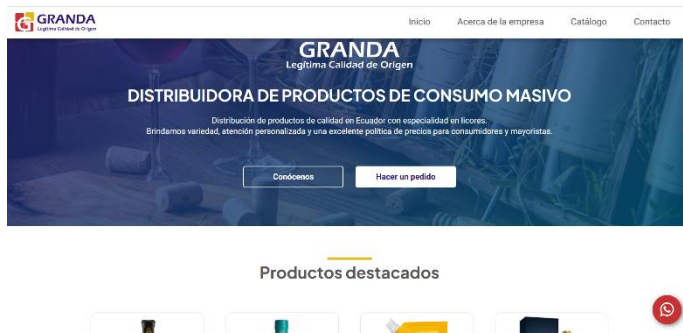 GRANDA
Legítima Calidad de Origen
Inicio Acerca de la empresa Catálogo Contacto
GRANDA
Legítima Calidad de Origen
DISTRIBUIDORA DE PRODUCTOS DE CONSUMO MASIVO
Distribución de productos de calidad en Ecuador con especialidad en licores.
Brindamos variedad, atención personalizada y una excelente política de precios para consumidores y mayoristas.
Conócenos Hacer un pedido
Productos destacados